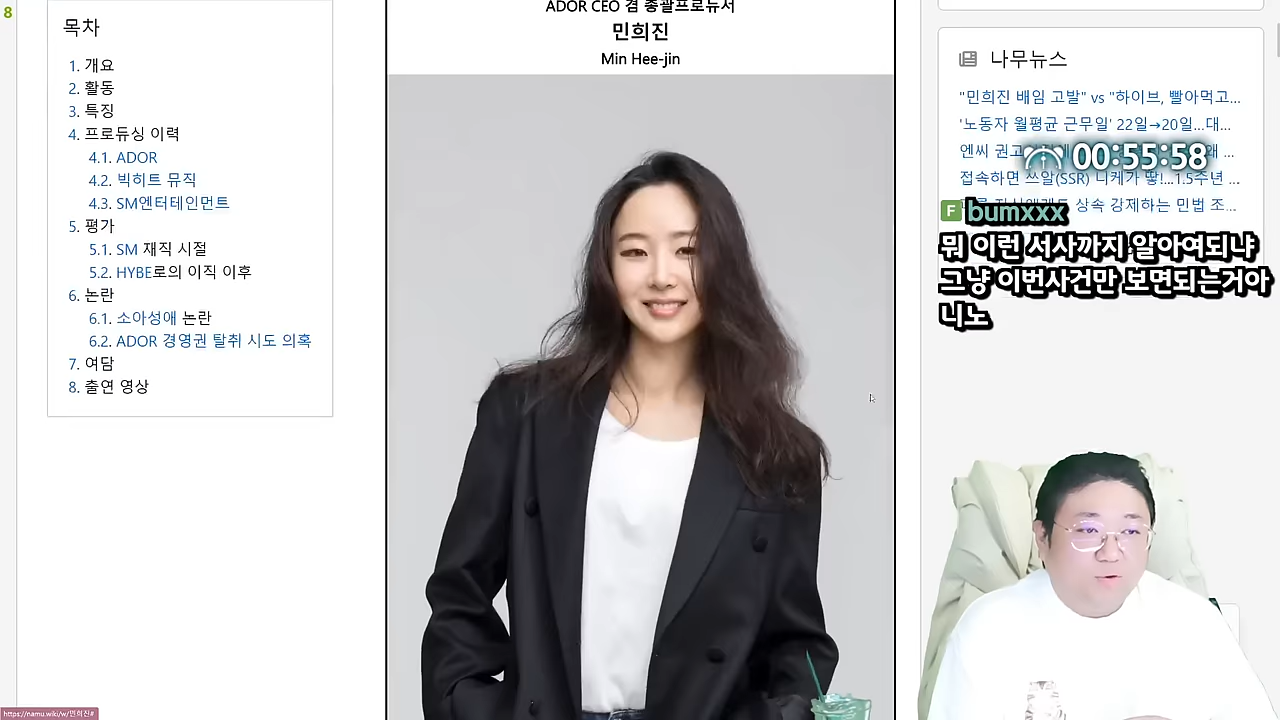 8
목차
1. 개요
2. 활동
3. 특징
4. 프로듀싱 이력
4.1. ADOR
4.2. 빅히트 뮤직
4.3. SM엔터테인먼트
5. 평가
5.1. SM 재직 시절
5.2. HYBE로의 이직 이후
6. 논란
6.1. 소아성애 논란
6.2. ADOR 경영권 탈취 시도 의혹
7. 여담
8. 출연 영상
ADOR CEO 겸 총괄프로듀서
민희진
Min Hee-jin
나무뉴스
"민희진 배임 고발" vs "하이브, 빨아먹고...
'노동자 월평균 근무일' 22일→20일...대...
엔씨 권고
00:55:58
접속하면 쓰알(SSR) 니케가 땋!...1.5주년 ...
상속 강제하는 민법 조...
F bumxxx
뭐 이런 서사까지 알아여되냐
그냥 이번사건만 보면되는거아
니노
https://namu.wiki/w/민희진#